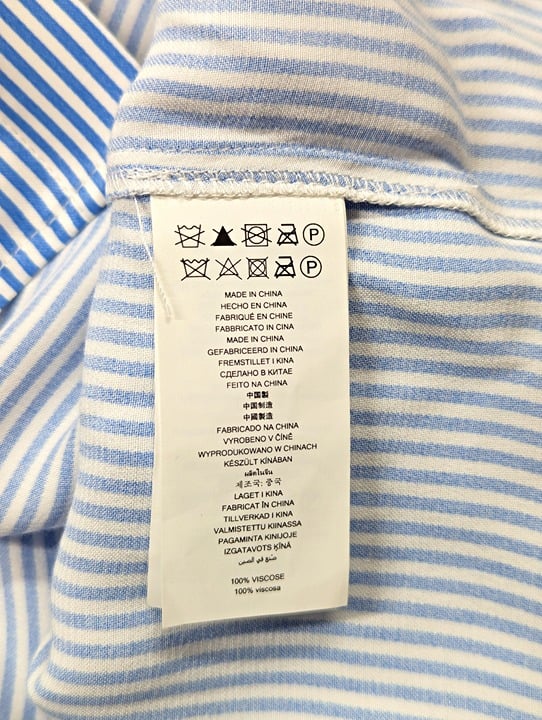 P
P
MADE IN CHINA
HECHO EN CHINA
FABRIQUÉ EN CHINE
FABBRICATO IN CINA
MADE IN CHINA
GEFABRICEERD IN CHINA
FREMSTILLET I KINA
СДЕЛАНО В КИТАЕ
FEITO NA CHINA
中国製
中国制造
中國製造
FABRICADO NA CHINA
VYROBENO V ČÍNĚ
WYPRODUKOWANO W CHINACH
KÉSZÜLT KÍNÁBAN
ผลิตในจีน
제조국: 중국
LAGET I KINA
FABRICAT ÎN CHINA
TILLVERKAD I KINA
VALMISTETTU KIINASSA
PAGAMINTA KINIJOJE
IZGATAVOTS ĶĪNĀ
صنع في الصين
100% VISCOSE
100% viscosa